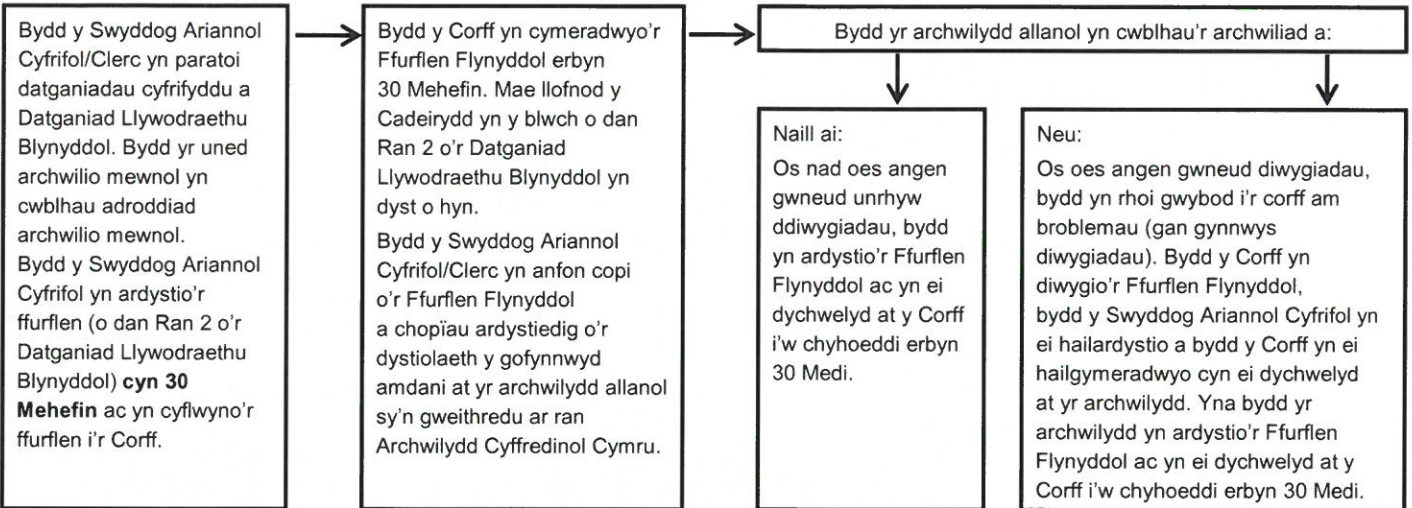 Bydd y Swyddog Ariannol
Cyfrifol/Clerc yn paratoi
datganiadau cyfrifyddu a
Datganiad Llywodraethu
Blynyddol. Bydd yr uned
archwilio mewnol yn
cwblhau adroddiad
archwilio mewnol.
Bydd y Swyddog Ariannol
Cyfrifol yn ardystio'r
ffurflen (o dan Ran 2 o'r
Datganiad Llywodraethu
Blynyddol) cyn 30
Mehefin ac yn cyflwyno'r
ffurflen i'r Corff.
Bydd y Corff yn cymeradwyo'r
Ffurflen Flynyddol erbyn
30 Mehefin. Mae llofnod y
Cadeirydd yn y blwch o dan
Ran 2 o'r Datganiad
Llywodraethu Blynyddol yn
dyst o hyn.
Bydd y Swyddog Ariannol
Cyfrifol/Clerc yn anfon copi
o'r Ffurflen Flynyddol
a chopïau ardystiedig o'r
dystiolaeth y gofynnwyd
amdani at yr archwilydd allanol
sy'n gweithredu ar ran
Archwilydd Cyffredinol Cymru.
Bydd yr archwilydd allanol yn cwblhau'r archwiliad a:
Naill ai:
Os nad oes angen
gwneud unrhyw
ddiwygiadau, bydd
yn ardystio'r Ffurflen
Flynyddol ac yn ei
dychwelyd at y Corff
i'w chyhoeddi erbyn
30 Medi.
Neu:
Os oes angen gwneud diwygiadau,
bydd yn rhoi gwybod i'r corff am
broblemau (gan gynnwys
diwygiadau). Bydd y Corff yn
diwygio'r Ffurflen Flynyddol,
bydd y Swyddog Ariannol Cyfrifol yn
ei hailardystio a bydd y Corff yn ei
hailgymeradwyo cyn ei dychwelyd
at yr archwilydd. Yna bydd yr
archwilydd yn ardystio'r Ffurflen
Flynyddol ac yn ei dychwelyd at y
Corff i'w chyhoeddi erbyn 30 Medi.